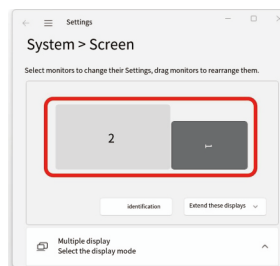 Settings
System > Screen
Select monitors to change their Settings, drag monitors to rearrange them.
2
1
identification
Extend these displays
Multiple display
Select the display mode